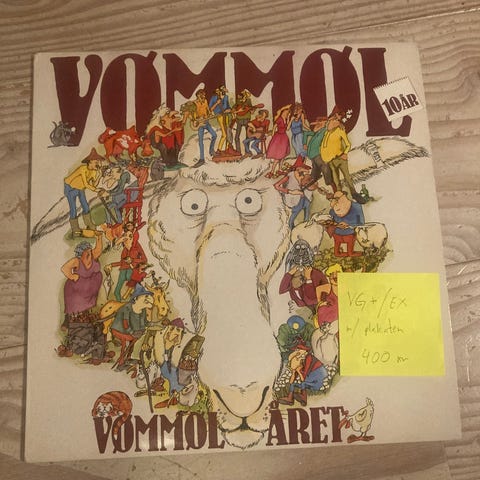 VØMMØL
10 ÅR
VG+/EX
m/ plakaten
400 kr
VØMMØL ÅRET